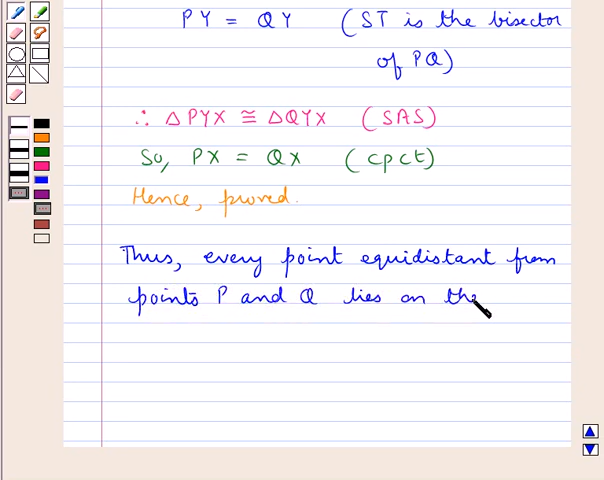 PY = QY (ST is the bisector
of PQ)
∴ △PYX ≅ △QYX (SAS)
So, PX = QX (cpct)
Hence, proved.
Thus, every point equidistant from
points P and Q lies on the